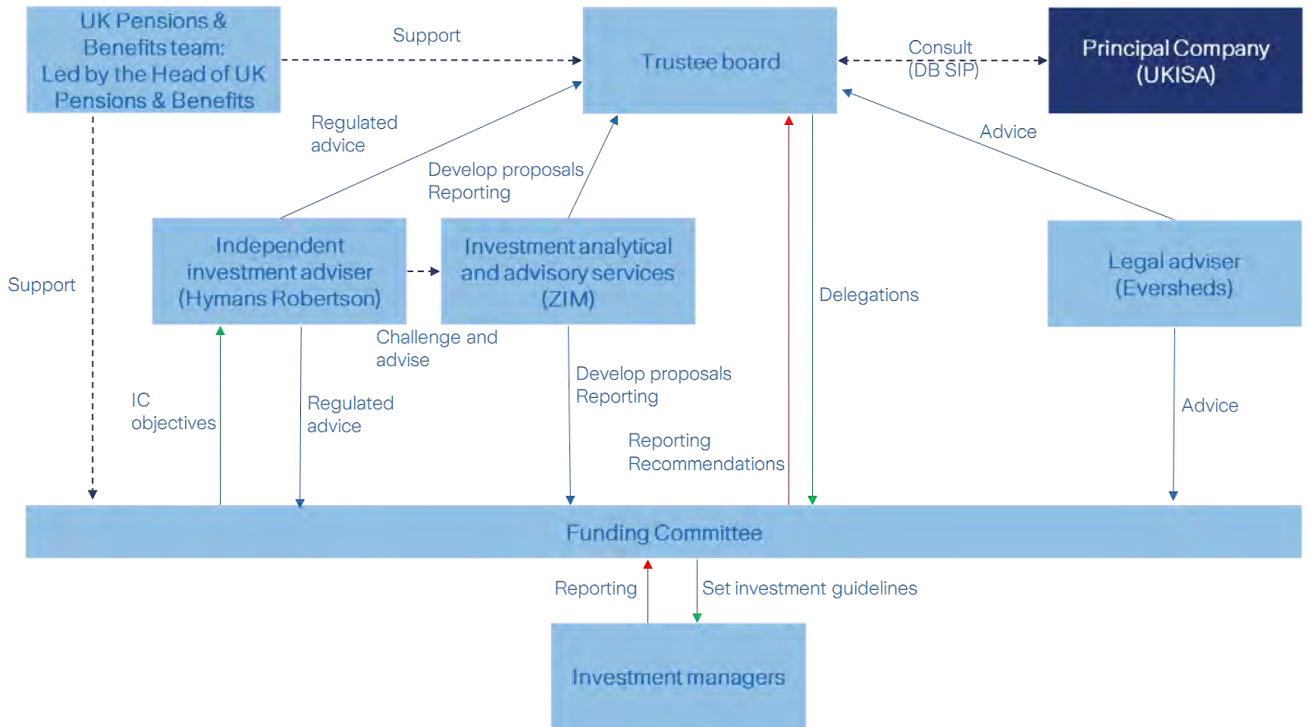 UK Pensions &
Benefits team:
Led by the Head of UK
Pensions & Benefits
Support
Trustee board
Consult
(DB SIP)
Principal Company
(UKISA)
Regulated
advice
Develop proposals
Reporting
Advice
Support
Independent
investment adviser
(Hymans Robertson)
Investment analytical
and advisory services
(ZIM)
Delegations
Legal adviser
(Eversheds)
Challenge and
advise
IC
objectives
Regulated
advice
Develop proposals
Reporting
Reporting
Recommendations
Advice
Funding Committee
Reporting
Set investment guidelines
Investment managers